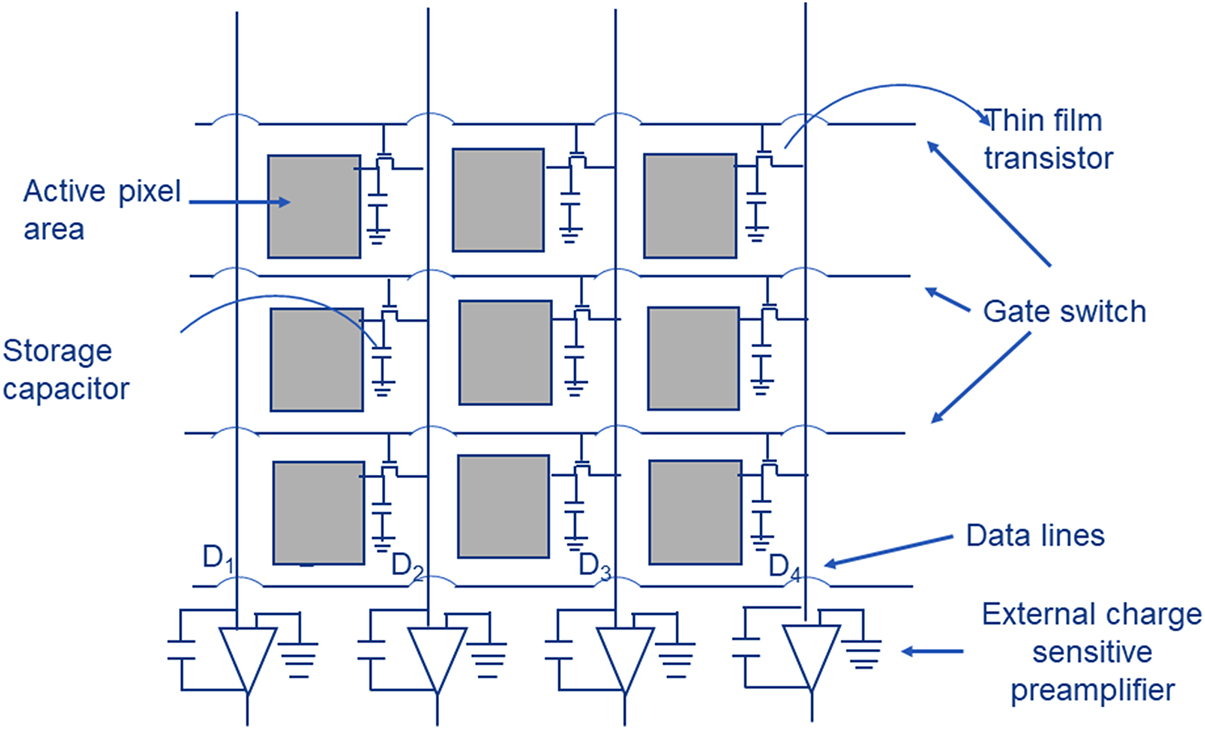 Thin film
transistor
Active pixel
area
Gate switch
Storage
capacitor
Data lines
D1
D2
D3
D4
External charge
sensitive
preamplifier